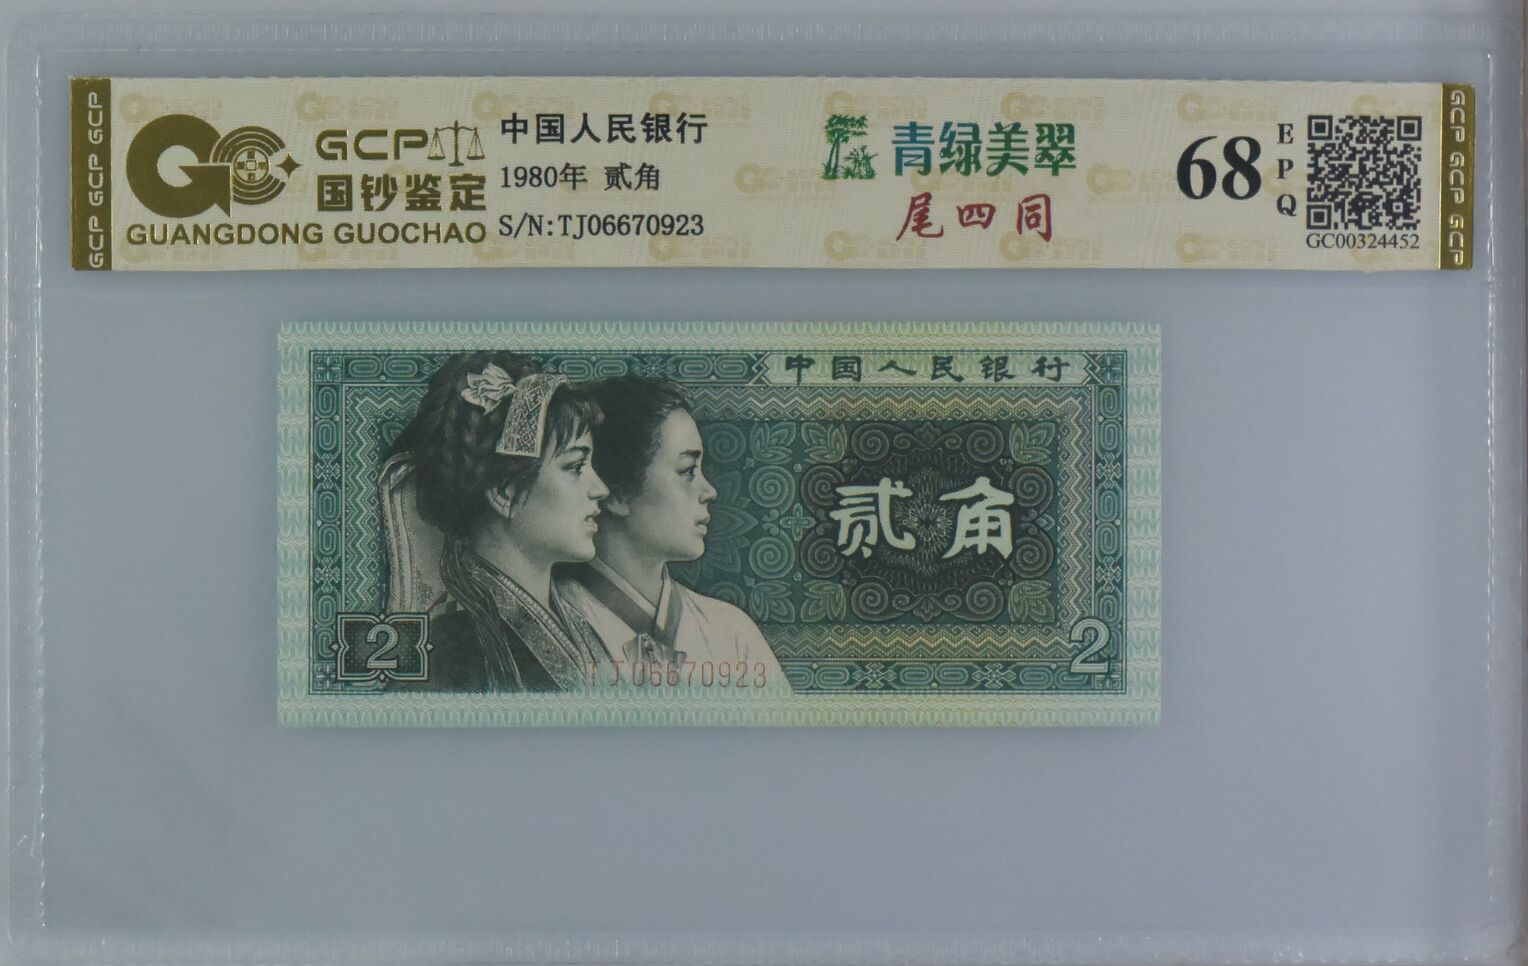 GCP GCP GCP
GCP
国钞鉴定
GUANGDONG GUOCHAO
中国人民银行
1980年 贰角
S/N:TJ06670923
青绿美翠
尾四同
68
EPQ
GC00324452
GCP GCP GCP
中国人民银行
贰角
2
2
TJ06670923